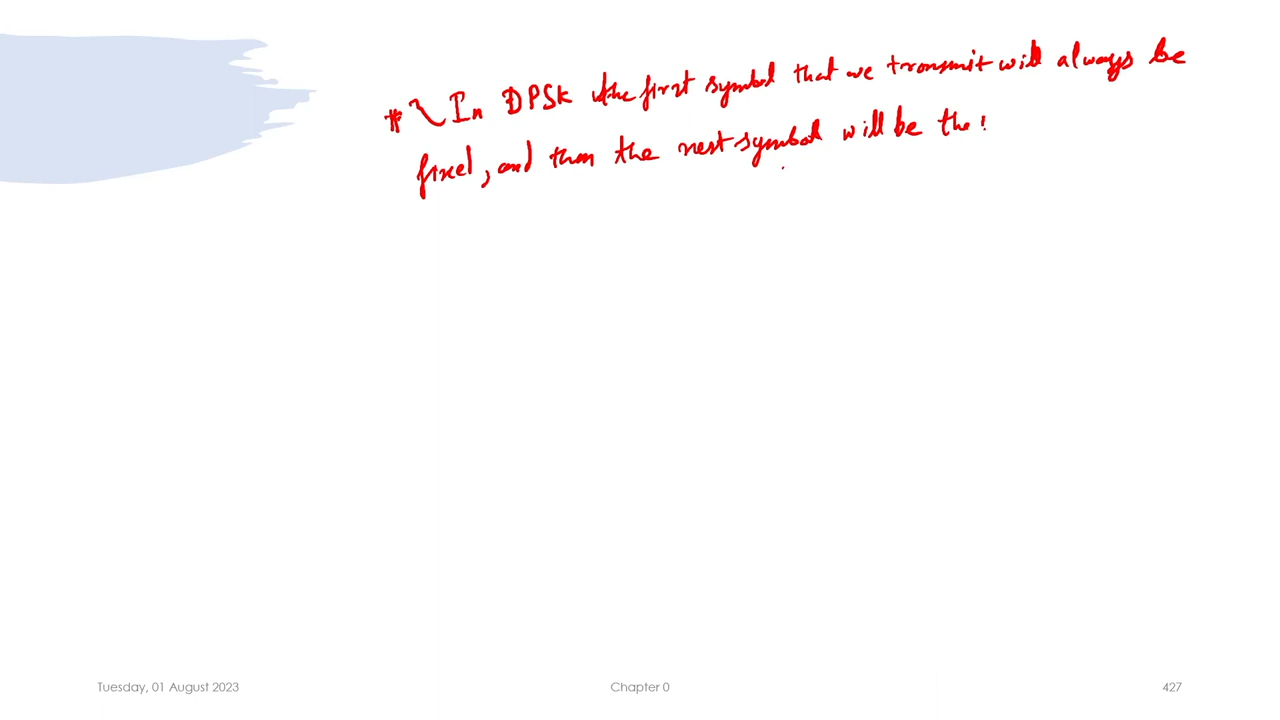 #} In DPSK the first symbol that we transmit will always be
fixed, and then the next symbol will be the
Tuesday, 01 August 2023
Chapter 0
427